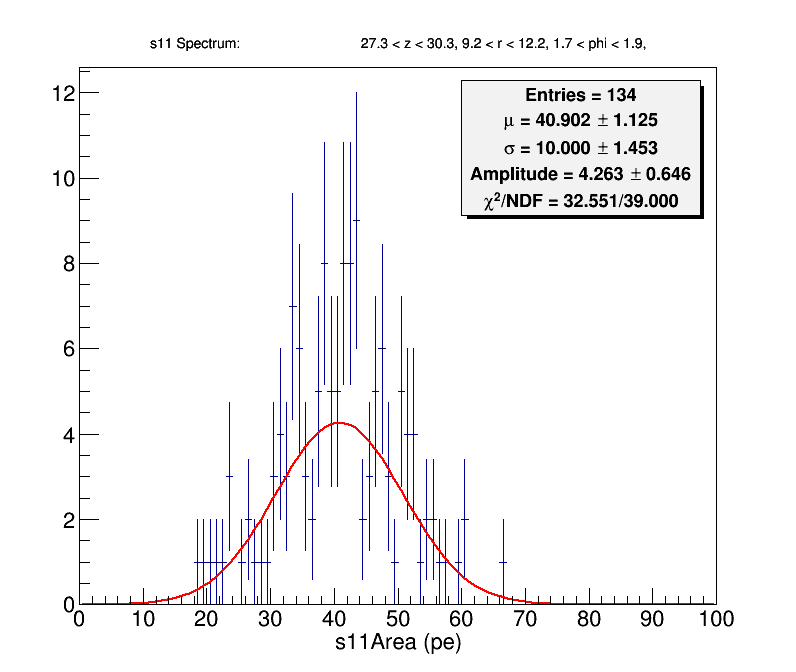 s11 Spectrum: 27.3 < z < 30.3, 9.2 < r < 12.2, 1.7 < phi < 1.9,
Entries = 134
μ = 40.902 ± 1.125
σ = 10.000 ± 1.453
Amplitude = 4.263 ± 0.646
χ²/NDF = 32.551/39.000
12
10
8
6
4
2
0
0 10 20 30 40 50 60 70 80 90 100
s11Area (pe)